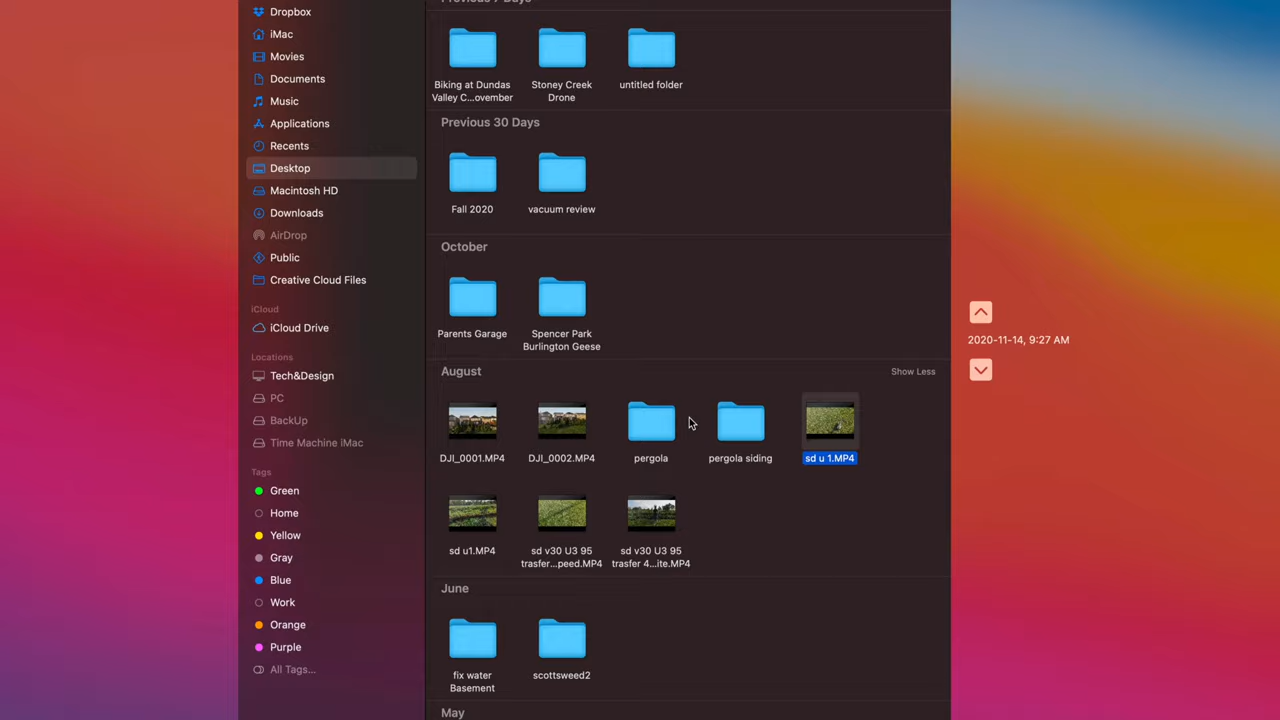 Dropbox
iMac
Movies
Documents
Music
Applications
Recents
Desktop
Macintosh HD
Downloads
AirDrop
Public
Creative Cloud Files
iCloud
iCloud Drive
Locations
Tech&Design
PC
BackUp
Time Machine iMac
Tags
Green
Home
Yellow
Gray
Blue
Work
Orange
Purple
All Tags...
Previous 7 Days
Biking at Dundas
Valley C...ovember
Stoney Creek
Drone
untitled folder
Previous 30 Days
Fall 2020
vacuum review
October
Parents Garage
Spencer Park
Burlington Geese
August
Show Less
DJI_0001.MP4
DJI_0002.MP4
pergola
pergola siding
sd u 1.MP4
sd u1.MP4
sd v30 U3 95
trasfer...peed.MP4
sd v30 U3 95
trasfer 4...ite.MP4
June
fix water
Basement
scottsweed2
May
2020-11-14, 9:27 AM